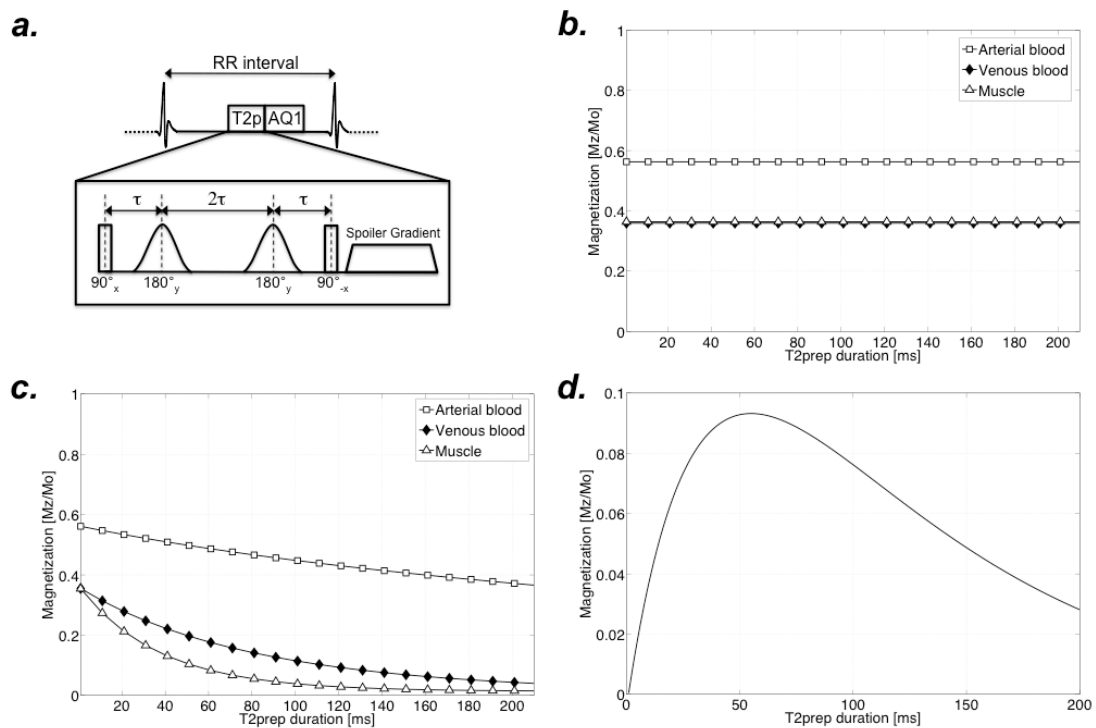 a.
RR interval
T2p AQ1
τ 2τ τ
Spoiler Gradient
90°x 180°y 180°y 90°-x
b.
Magnetization [Mz/Mo]
1
0.8
0.6
0.4
0.2
0
Arterial blood
Venous blood
Muscle
20 40 60 80 100 120 140 160 180 200
T2prep duration [ms]
c.
Magnetization [Mz/Mo]
1
0.8
0.6
0.4
0.2
0
Arterial blood
Venous blood
Muscle
20 40 60 80 100 120 140 160 180 200
T2prep duration [ms]
d.
Magnetization [Mz/Mo]
0.1
0.08
0.06
0.04
0.02
0
0 50 100 150 200
T2prep duration [ms]